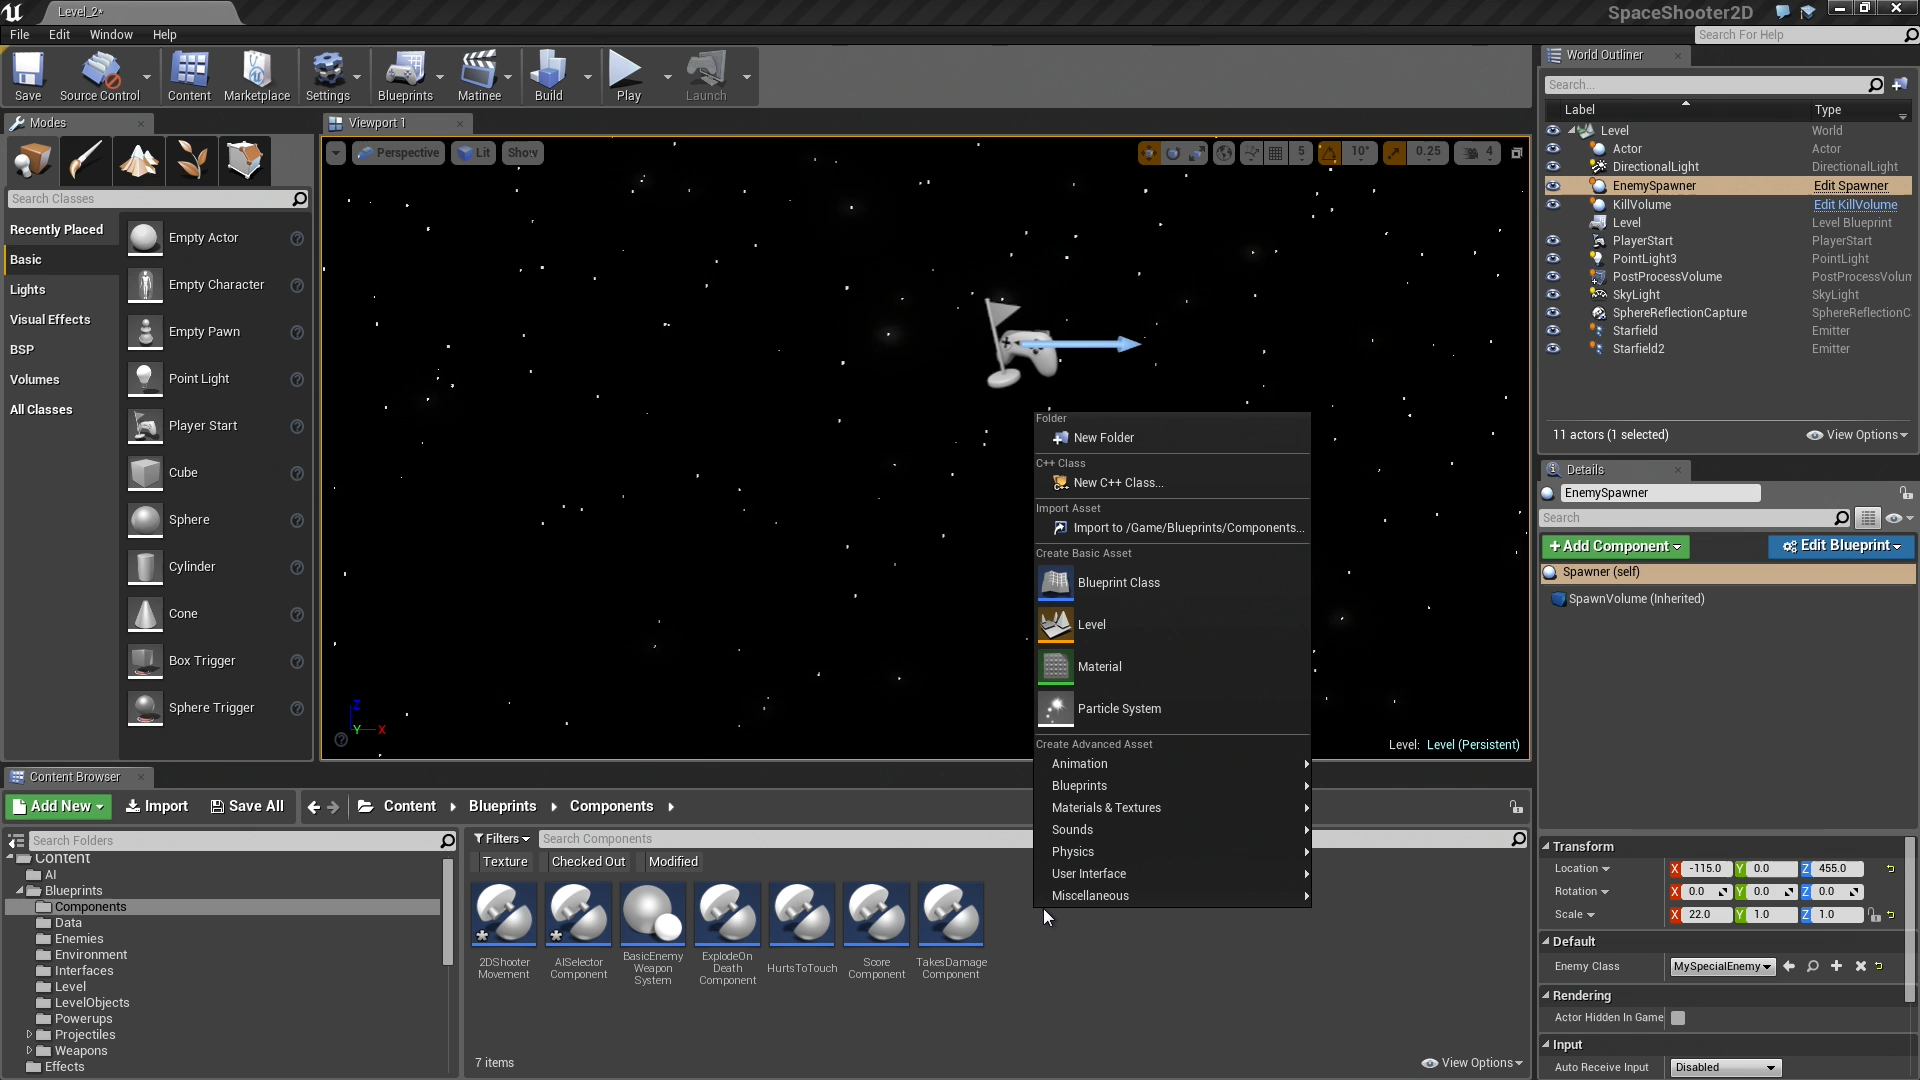 Level_2*
SpaceShooter2D
File Edit Window Help
Search For Help
Save
Source Control
Content
Marketplace
Settings
Blueprints
Matinee
Build
Play
Launch
Modes
Search Classes
Recently Placed
Basic
Lights
Visual Effects
BSP
Volumes
All Classes
Empty Actor
Empty Character
Empty Pawn
Point Light
Player Start
Cube
Sphere
Cylinder
Cone
Box Trigger
Sphere Trigger
Viewport 1
Perspective Lit Show
5 10° 0.25 4
Z
Y X
Level: Level (Persistent)
Folder
New Folder
C++ Class
New C++ Class...
Import Asset
Import to /Game/Blueprints/Components...
Create Basic Asset
Blueprint Class
Level
Material
Particle System
Create Advanced Asset
Animation
Blueprints
Materials & Textures
Sounds
Physics
User Interface
Miscellaneous
World Outliner
Search...
Label Type
Level World
Actor Actor
DirectionalLight DirectionalLight
EnemySpawner Edit Spawner
KillVolume Edit KillVolume
Level Level Blueprint
PlayerStart PlayerStart
PointLight3 PointLight
PostProcessVolume PostProcessVolum
SkyLight SkyLight
SphereReflectionCapture SphereReflectionC
Starfield Emitter
Starfield2 Emitter
11 actors (1 selected) View Options
Details
EnemySpawner
Search
+Add Component Edit Blueprint
Spawner (self)
SpawnVolume (Inherited)
Transform
Location X -115.0 Y 0.0 Z 455.0
Rotation X 0.0 Y 0.0 Z 0.0
Scale X 22.0 Y 1.0 Z 1.0
Default
Enemy Class MySpecialEnemy
Rendering
Actor Hidden In Game
Input
Auto Receive Input Disabled
Content Browser
Add New Import Save All Content Blueprints Components
Search Folders
Content
AI
Blueprints
Components
Data
Enemies
Environment
Interfaces
Level
LevelObjects
Powerups
Projectiles
Weapons
Effects
Filters Search Components
Texture Checked Out Modified
2DShooter
Movement
AISelector
Component
BasicEnemy
Weapon
System
ExplodeOn
Death
Component
HurtsToTouch
Score
Component
TakesDamage
Component
7 items View Options